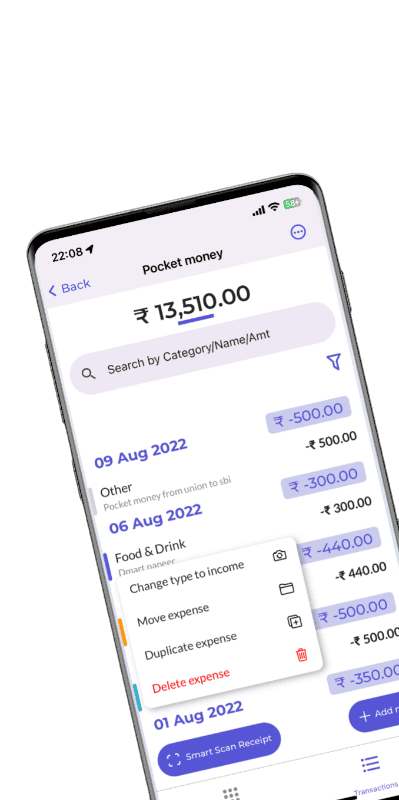 22:08
58
Back
Pocket money
₹ 13,510.00
Search by Category/Name/Amt
09 Aug 2022
₹ -500.00
Other
-₹ 500.00
Pocket money from union to sbi
06 Aug 2022
₹ -300.00
Food & Drink
-₹ 300.00
Dmart paneer
₹ -440.00
-₹ 440.00
₹ -500.00
-₹ 500.00
Change type to income
Move expense
Duplicate expense
Delete expense
01 Aug 2022
₹ -350.00
Smart Scan Receipt
Add
Transactions